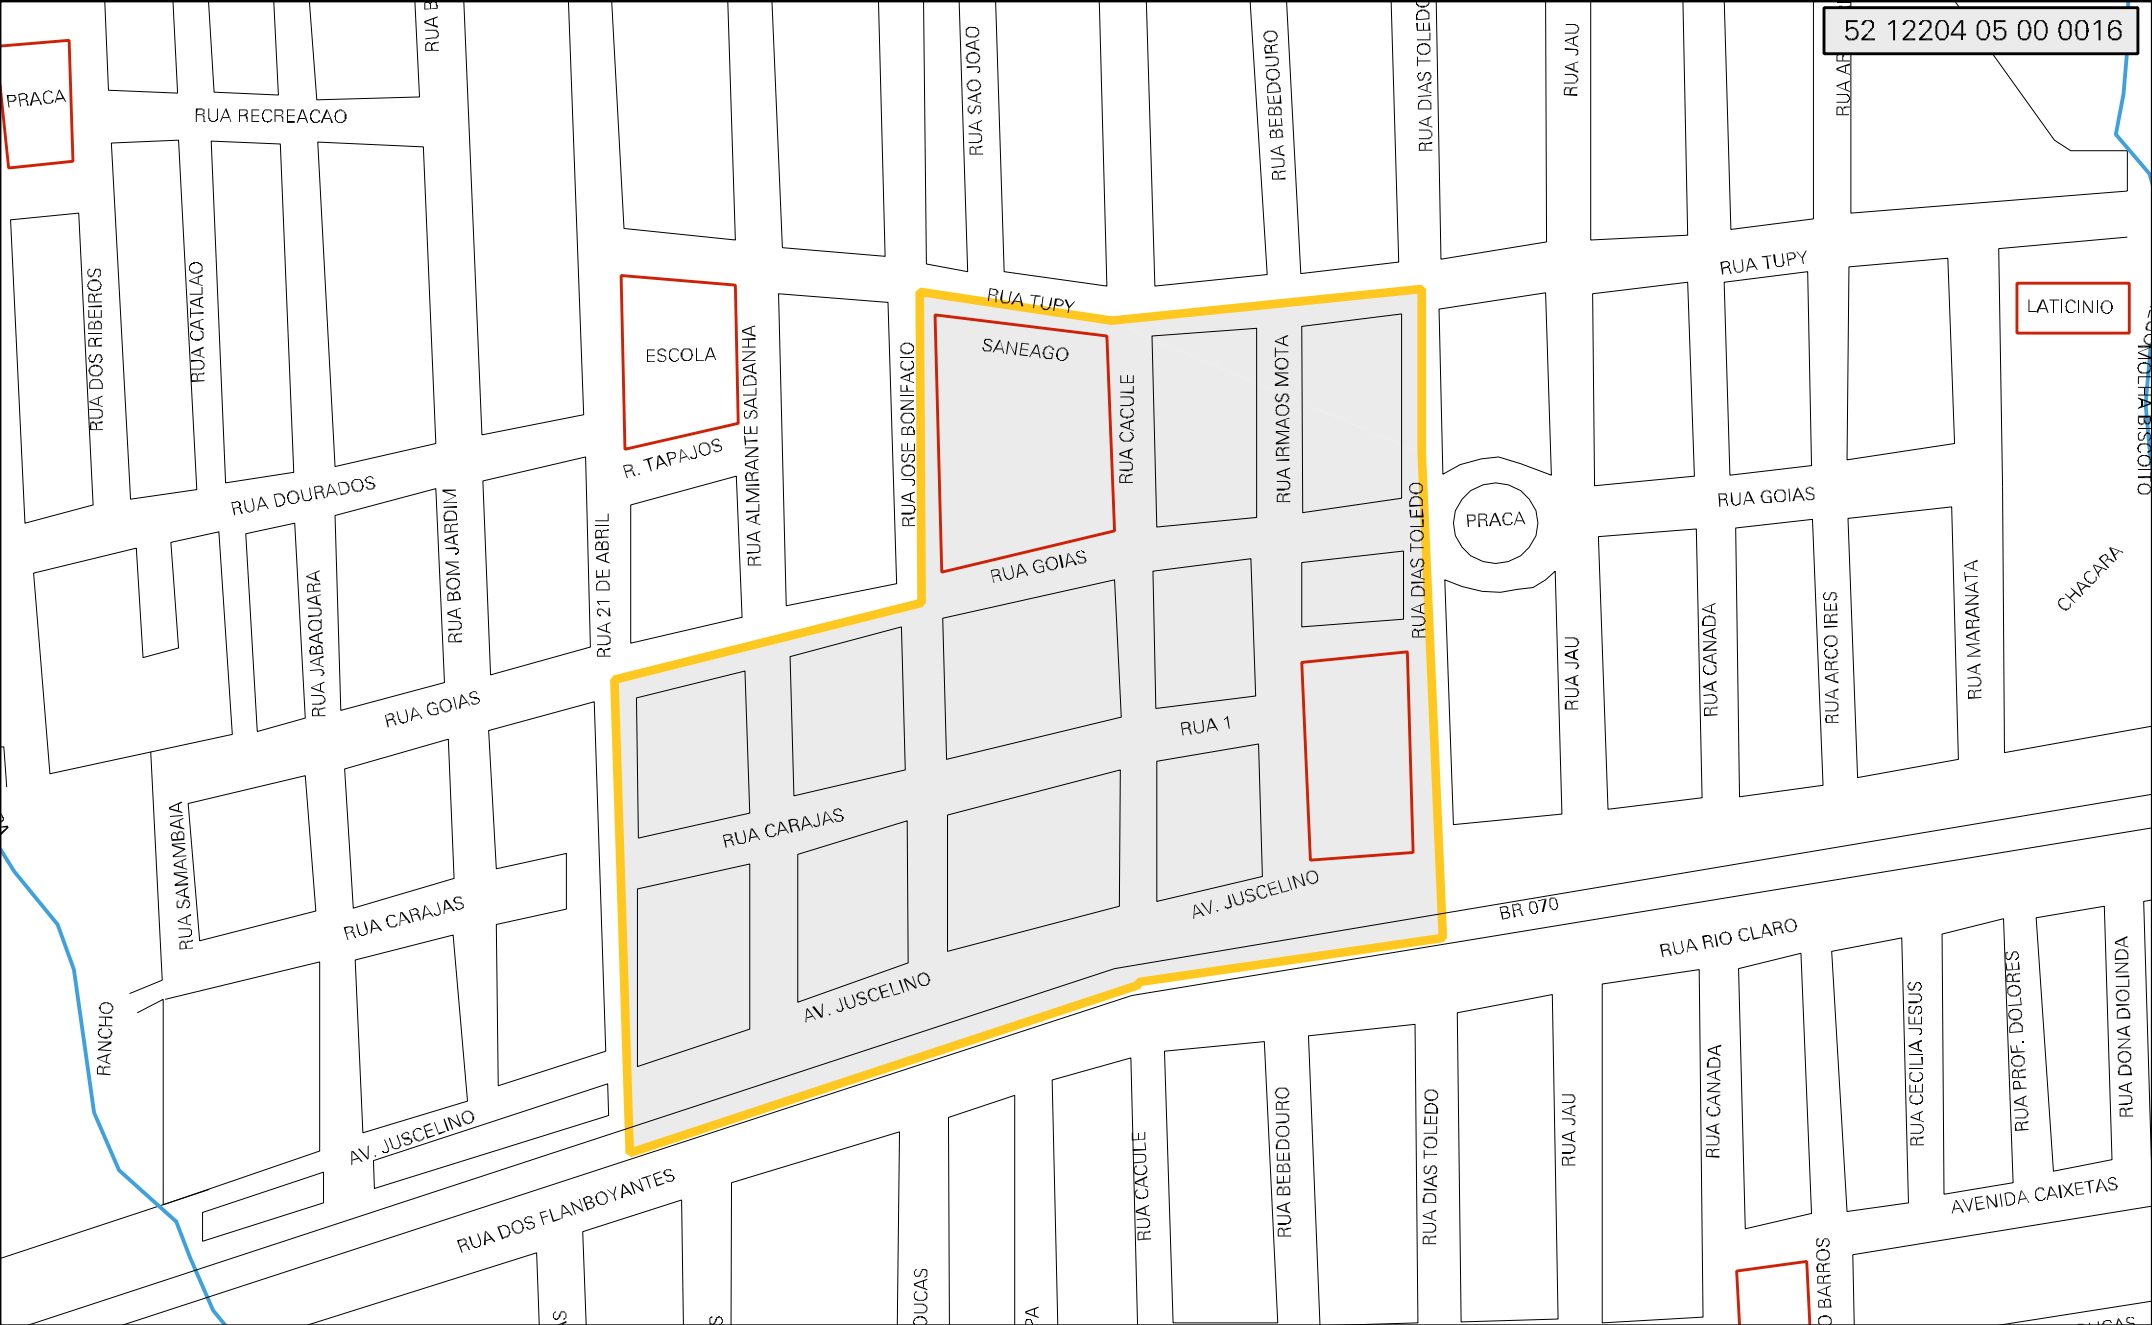 52 12204 05 00 0016
PRACA
RUA RECREACAO
RUA SAO JOAO
RUA BEBEDOURO
RUA DIAS TOLEDO
RUA JAU
RUA TUPY
RUA TUPY
LATICINIO
RUA DOS RIBEIROS
RUA CATALAO
ESCOLA
RUA ALMIRANTE SALDANHA
RUA JOSE BONIFACIO
SANEAGO
RUA CACULE
RUA IRMAOS MOTA
R. TAPAJOS
RUA DOURADOS
RUA BOM JARDIM
RUA 21 DE ABRIL
RUA DIAS TOLEDO
PRACA
RUA GOIAS
RUA GOIAS
CHACARA
RUA JABAQUARA
RUA GOIAS
RUA JAU
RUA CANADA
RUA ARCO IRES
RUA MARANATA
RUA 1
RUA CARAJAS
RUA SAMAMBAIA
RUA CARAJAS
AV. JUSCELINO
BR 070
RUA RIO CLARO
AV. JUSCELINO
RANCHO
AV. JUSCELINO
RUA CECILIA JESUS
RUA PROF. DOLORES
RUA DONA DIOLINDA
RUA DOS FLANBOYANTES
RUA CACULE
RUA BEBEDOURO
RUA DIAS TOLEDO
RUA JAU
RUA CANADA
AVENIDA CAIXETAS
BARROS